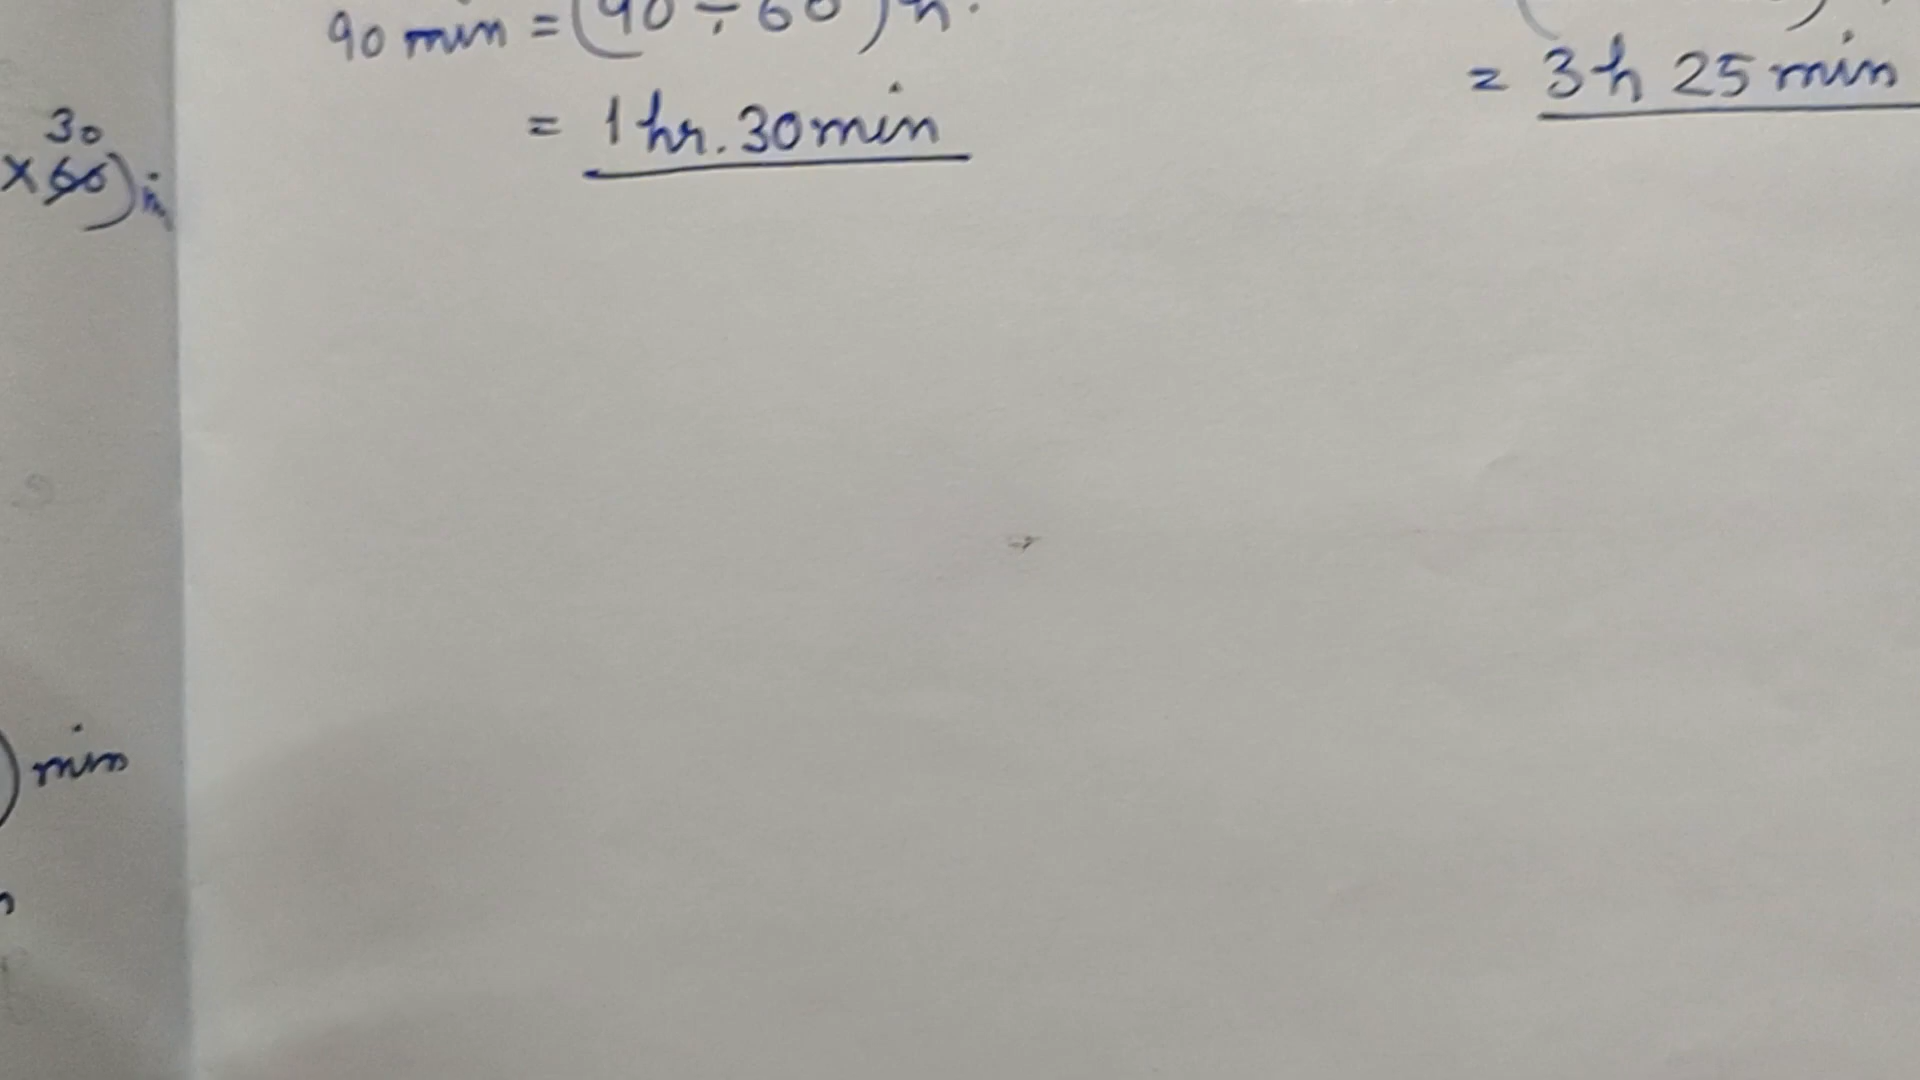 90 min = (90 ÷ 60) h.
= 1 hr. 30 min
= 3 h 25 min
30
× 60)
) min